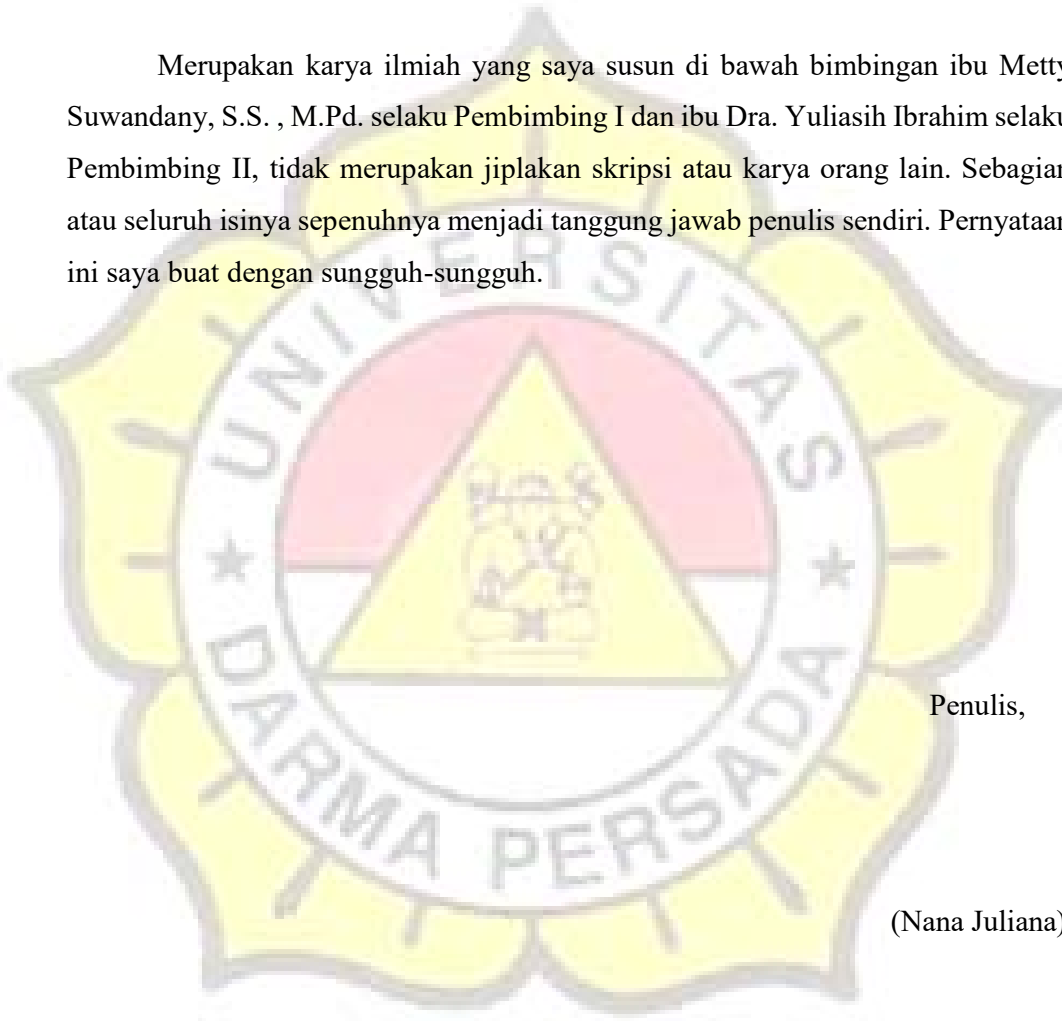 Merupakan karya ilmiah yang saya susun di bawah bimbingan ibu Metty
Suwandany, S.S. , M.Pd. selaku Pembimbing I dan ibu Dra. Yuliasih Ibrahim selaku
Pembimbing II, tidak merupakan jiplakan skripsi atau karya orang lain. Sebagian
atau seluruh isinya sepenuhnya menjadi tanggung jawab penulis sendiri. Pernyataan
ini saya buat dengan sungguh-sungguh.
UNIVERSITAS
DARMA PERSADA
Penulis,
(Nana Juliana)